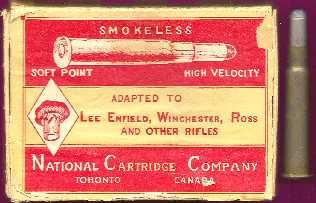 SMOKELESS
SOFT POINT HIGH VELOCITY
ADAPTED TO
LEE ENFIELD, WINCHESTER, ROSS
AND OTHER RIFLES
NATIONAL CARTRIDGE COMPANY
TORONTO CANADA